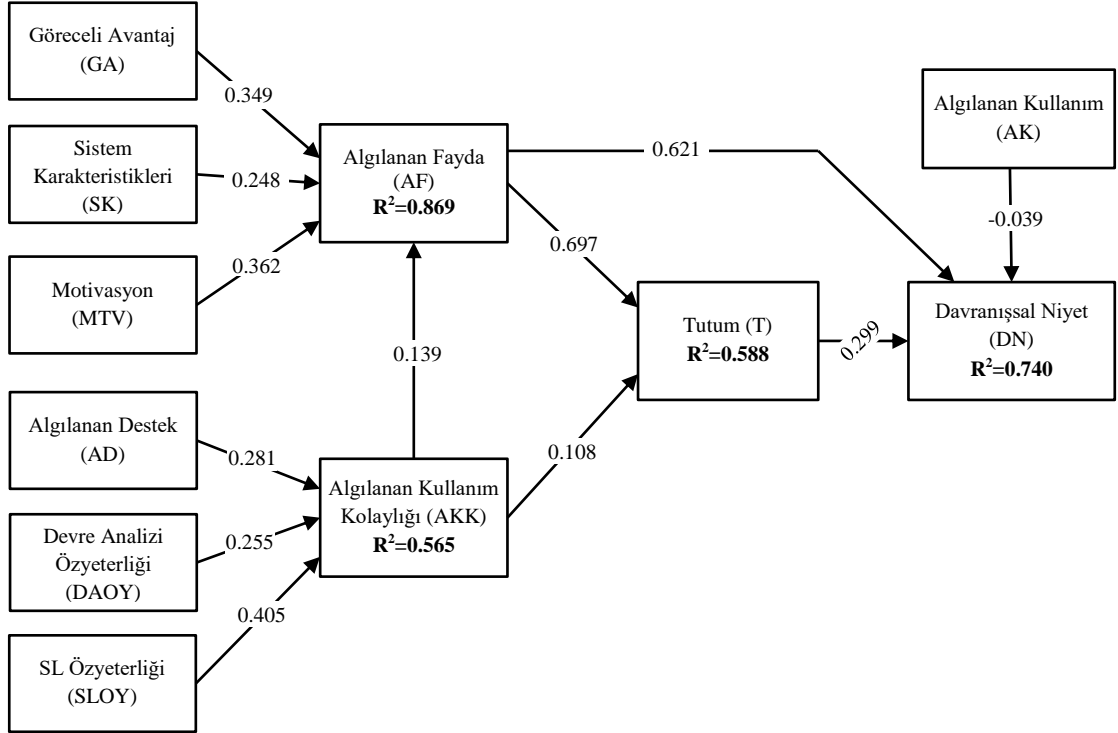 Göreceli Avantaj
(GA)
0.349
Sistem
Karakteristikleri
(SK)
0.248
Motivasyon
(MTV)
0.362
Algılanan Fayda
(AF)
R²=0.869
0.621
Algılanan Kullanım
(AK)
-0.039
0.697
0.139
Tutum (T)
R²=0.588
0.299
Davranışsal Niyet
(DN)
R²=0.740
Algılanan Destek
(AD)
0.281
Devre Analizi
Özyeterliği
(DAOY)
0.255
SL Özyeterliği
(SLOY)
0.405
Algılanan Kullanım
Kolaylığı (AKK)
R²=0.565
0.108